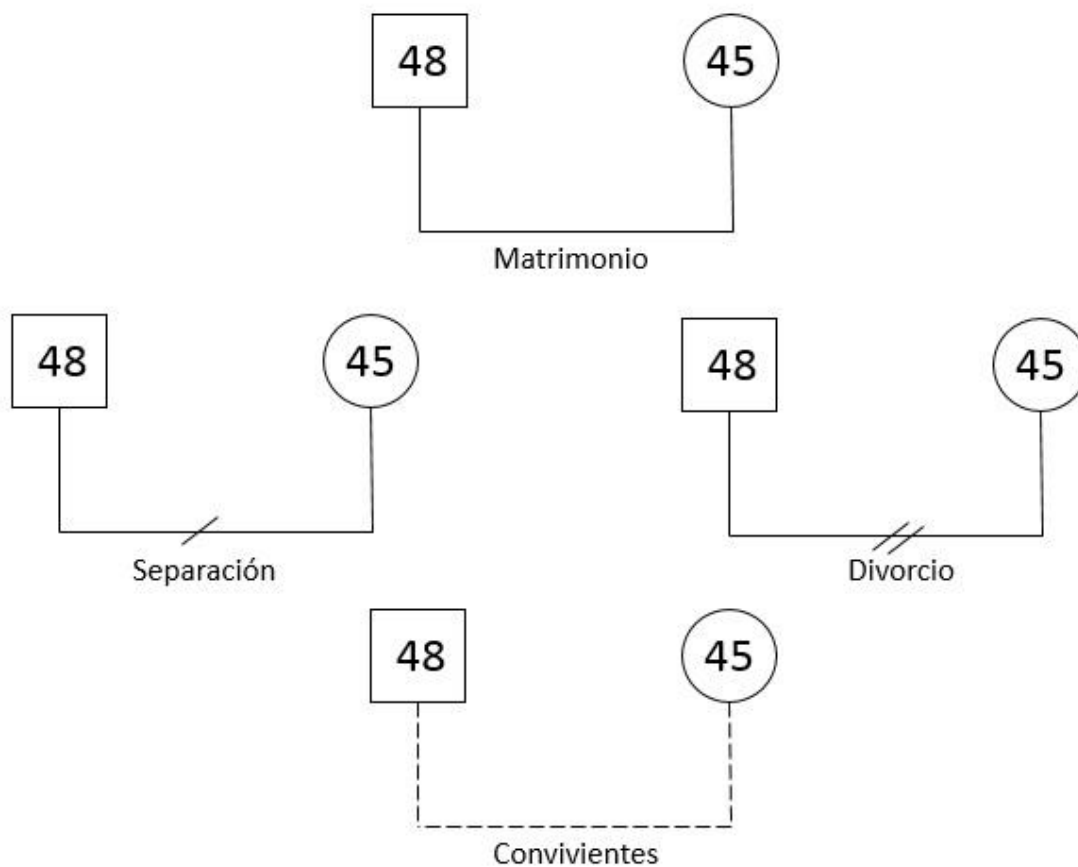 48 45
Matrimonio
48 45
48 45
Separación
Divorcio
48 45
Convivientes